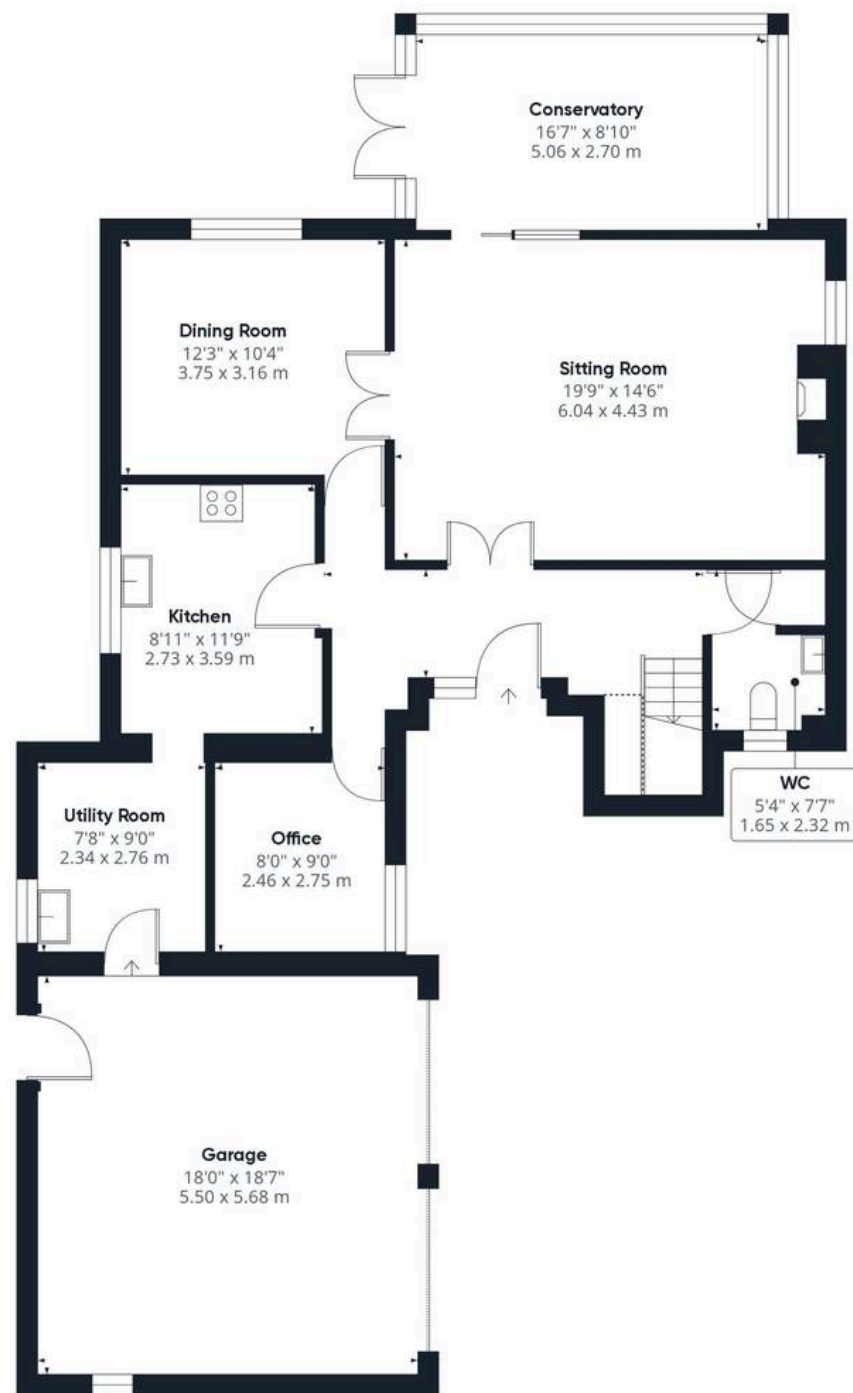 Conservatory
16'7" x 8'10"
5.06 x 2.70 m
Dining Room
12'3" x 10'4"
3.75 x 3.16 m
Sitting Room
19'9" x 14'6"
6.04 x 4.43 m
Kitchen
8'11" x 11'9"
2.73 x 3.59 m
WC
5'4" x 7'7"
1.65 x 2.32 m
Utility Room
7'8" x 9'0"
2.34 x 2.76 m
Office
8'0" x 9'0"
2.46 x 2.75 m
Garage
18'0" x 18'7"
5.50 x 5.68 m